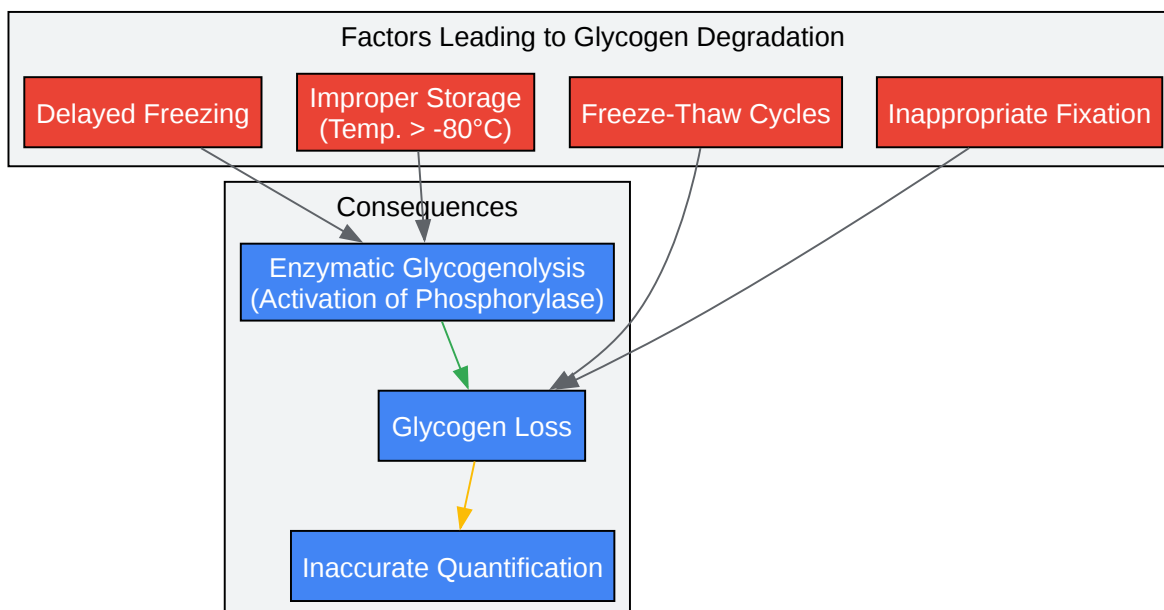 Factors Leading to Glycogen Degradation
Delayed Freezing
Improper Storage
(Temp. > -80°C)
Freeze-Thaw Cycles
Inappropriate Fixation
Consequences
Enzymatic Glycogenolysis
(Activation of Phosphorylase)
Glycogen Loss
Inaccurate Quantification